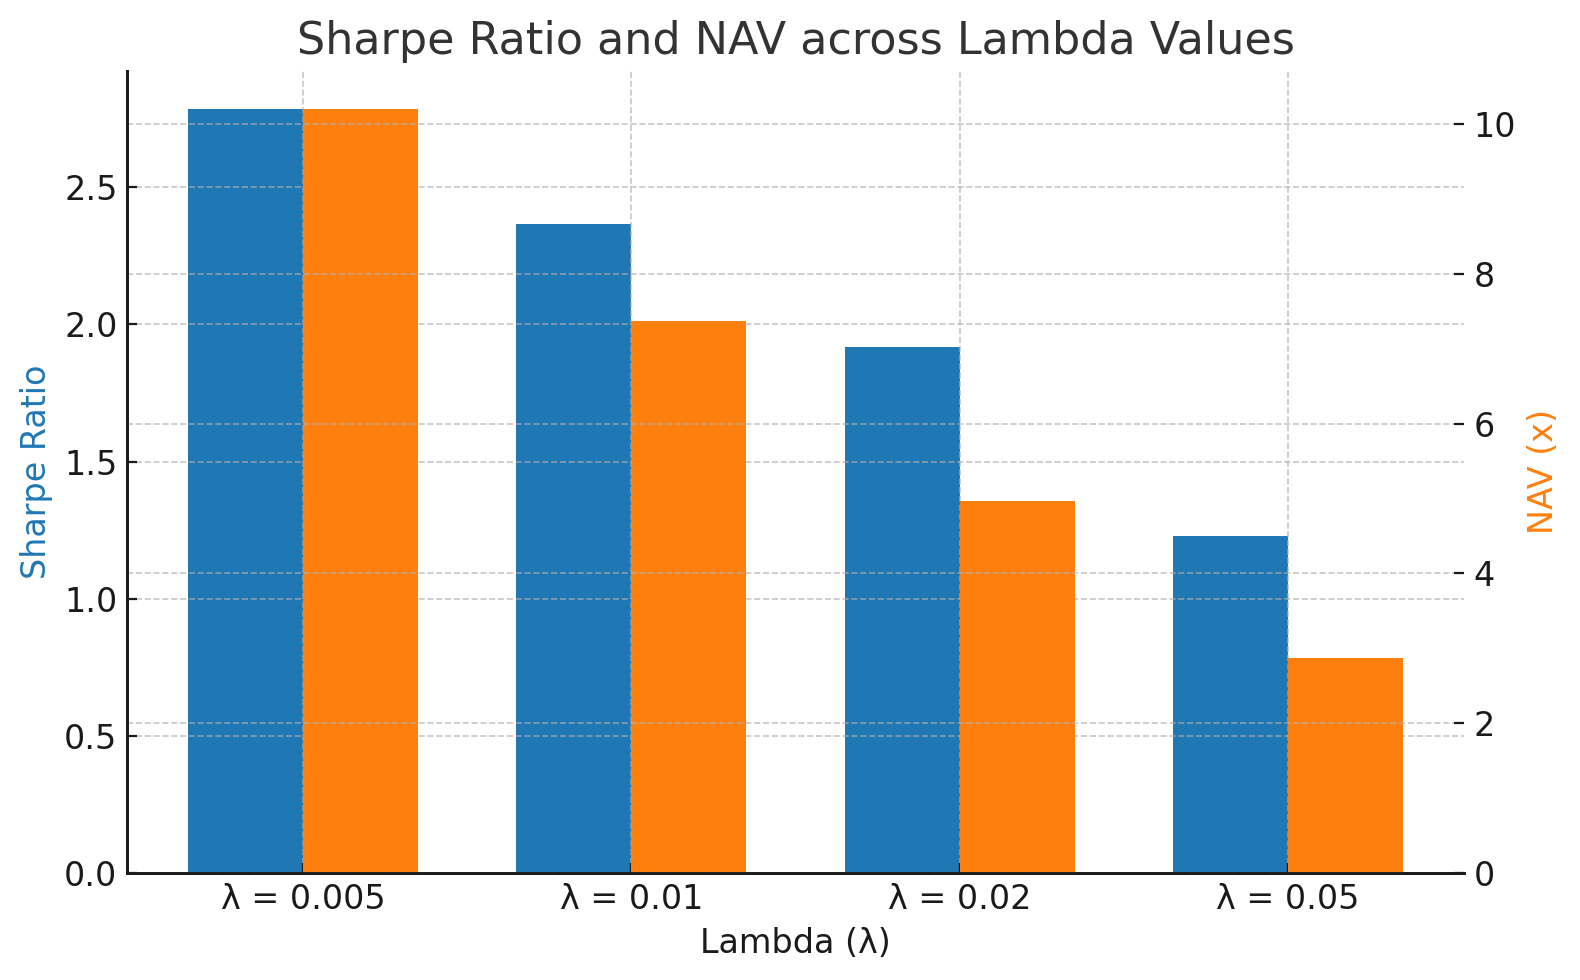 Sharpe Ratio and NAV across Lambda Values
Sharpe Ratio
2.5
2.0
1.5
1.0
0.5
0.0
10
8
6
4
2
0
NAV (x)
λ = 0.005
λ = 0.01
λ = 0.02
λ = 0.05
Lambda (λ)